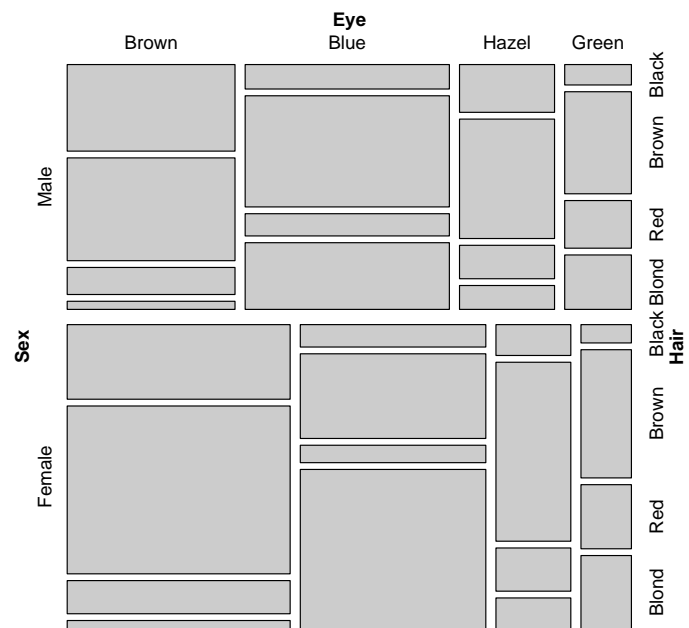 Eye
Brown Blue Hazel Green
Sex
Male
Female
Black
Brown
Red
Blond
Black
Brown
Red
Blond
Hair